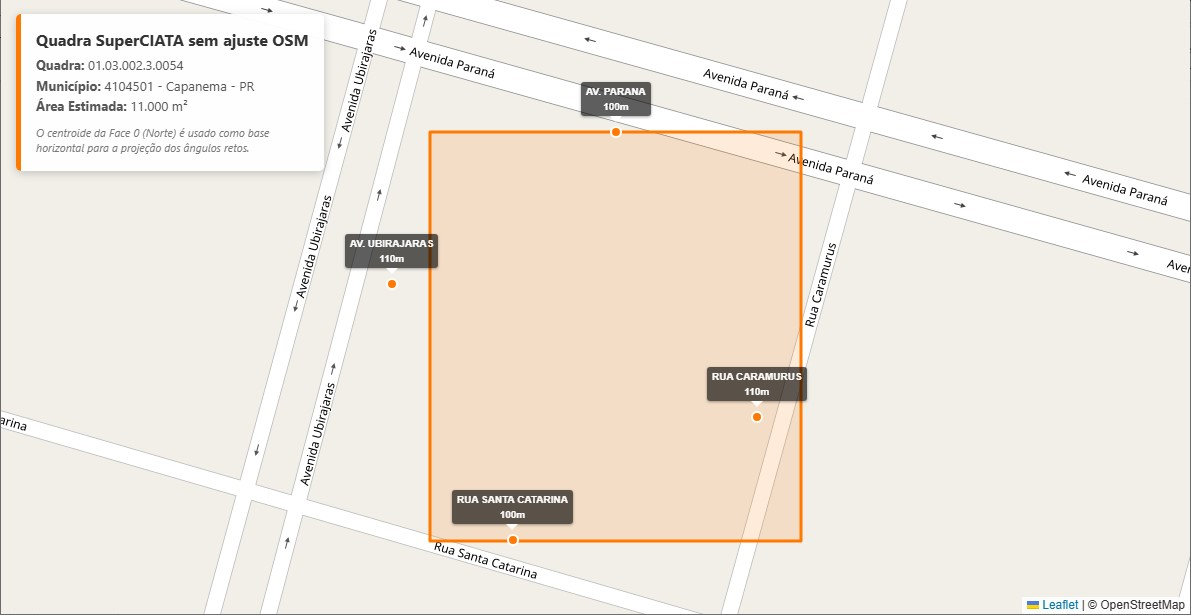 Quadra SuperCIATA sem ajuste OSM
Quadra: 01.03.002.3.0054
Município: 4104501 - Capanema - PR
Área Estimada: 11.000 m²
O centroide da Face 0 (Norte) é usado como base
horizontal para a projeção dos ângulos retos.
Avenida Ubirajaras
Avenida Paraná
Avenida Paraná
AV. PARANA
100m
Avenida Paraná
Avenida Paraná
Aven
Avenida Ubirajaras
AV. UBIRAJARAS
110m
Rua Caramurus
RUA CARAMURUS
110m
Avenida Ubirajaras
arina
RUA SANTA CATARINA
100m
Rua Santa Catarina
Leaflet | © OpenStreetMap